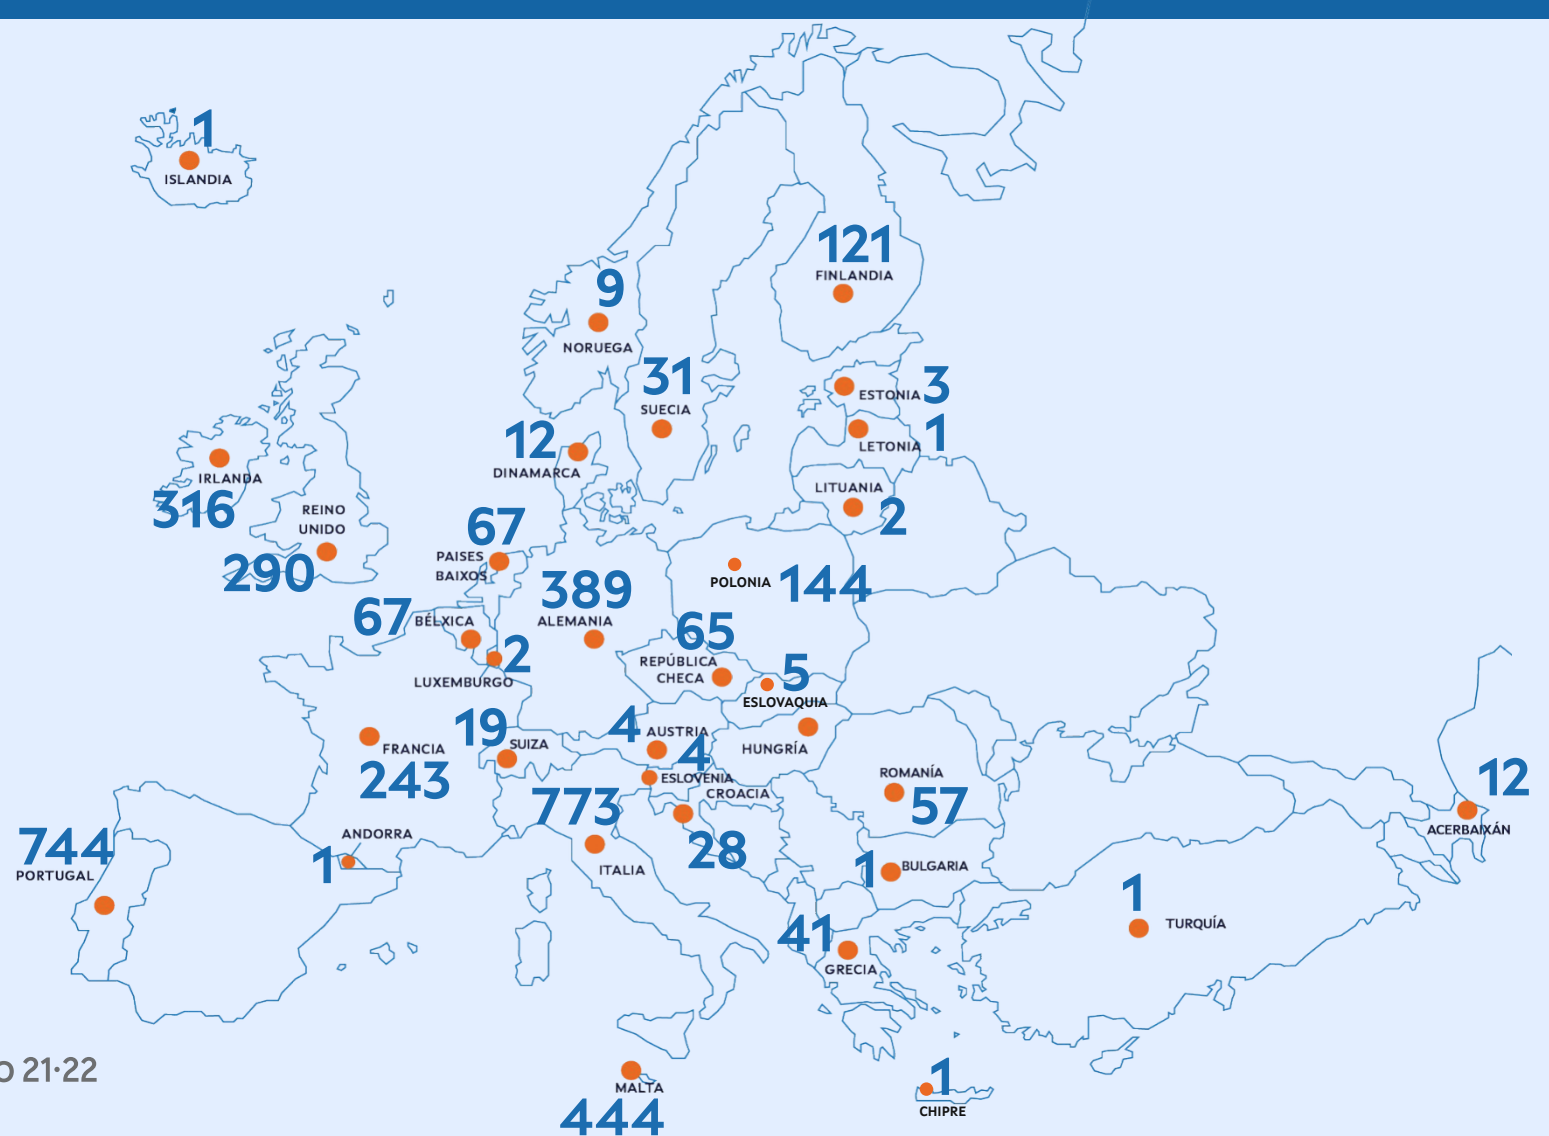 1
ISLANDIA
121
FINLANDIA
9
NORUEGA
31
SUECIA
3
ESTONIA
1
LETONIA
12
DINAMARCA
LITUANIA
2
IRLANDA
316
REINO
UNIDO
290
67
PAISES
BAIXOS
389
ALEMANIA
POLONIA
144
67
BÉLXICA
2
LUXEMBURGO
65
REPÚBLICA
CHECA
5
ESLOVAQUIA
19
SUIZA
4
AUSTRIA
4
ESLOVENIA
HUNGRÍA
FRANCIA
243
CROACIA
28
773
ITALIA
ROMANÍA
57
12
ACERBAIXÁN
744
PORTUGAL
ANDORRA
1
1
BULGARIA
1
TURQUÍA
41
GRECIA
O 21·22
MALTA
444
1
CHIPRE